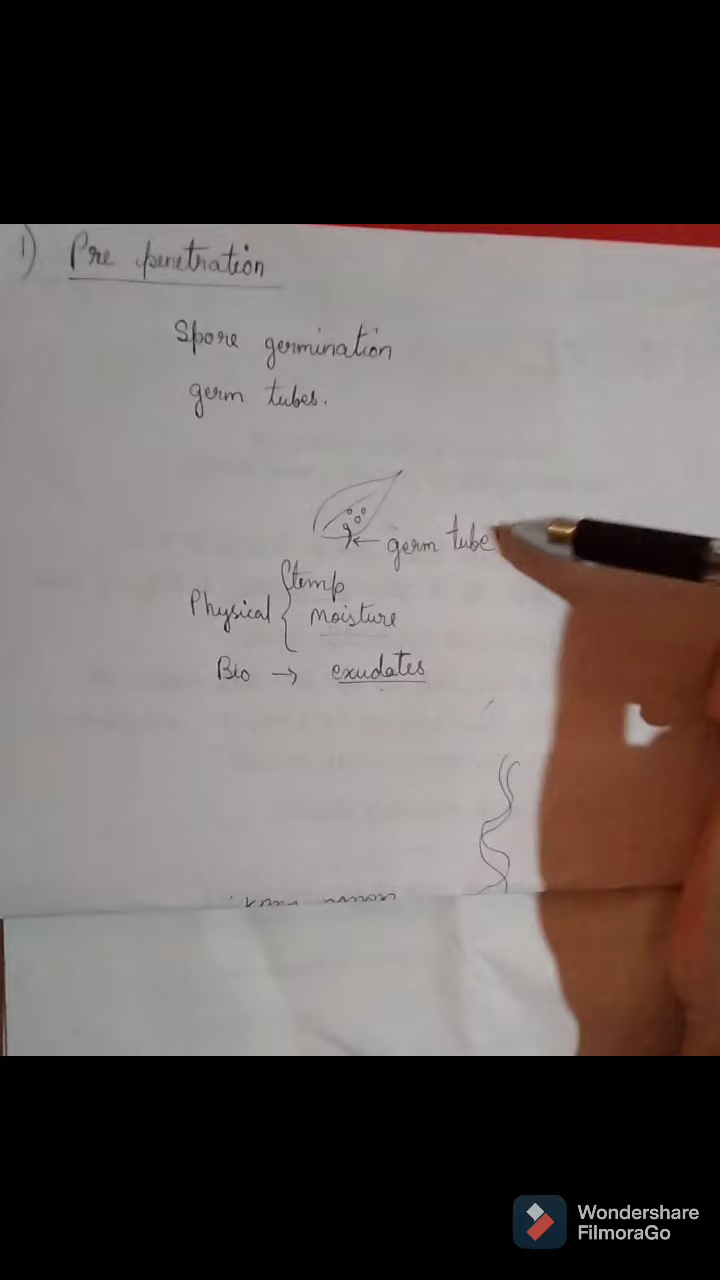 1) Pre penetration
Spore germination
germ tubes.
← germ tube
Physical { temp
moisture
Bio → exudates
Wondershare
FilmoraGo